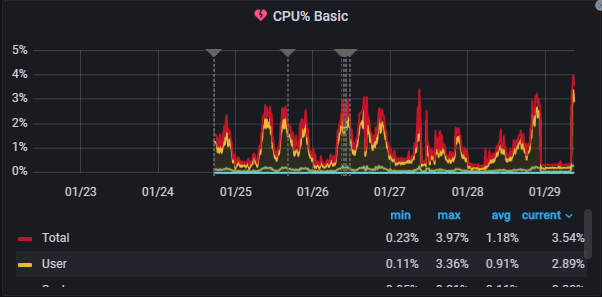 CPU% Basic
5%
4%
3%
2%
1%
0%
01/23 01/24 01/25 01/26 01/27 01/28 01/29
min max avg current
Total 0.23% 3.97% 1.18% 3.54%
User 0.11% 3.36% 0.91% 2.89%